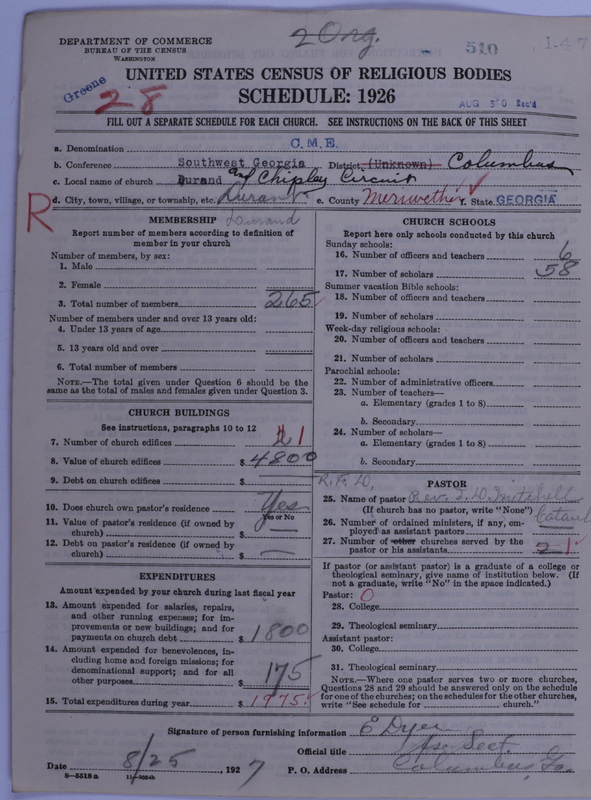 2 Org.
510
1-47
DEPARTMENT OF COMMERCE
BUREAU OF THE CENSUS
WASHINGTON
Greene
28
UNITED STATES CENSUS OF RELIGIOUS BODIES
SCHEDULE: 1926
AUG 30 Rec'd
FILL OUT A SEPARATE SCHEDULE FOR EACH CHURCH. SEE INSTRUCTIONS ON THE BACK OF THIS SHEET
a. Denomination C.M.E.
b. Conference Southwest Georgia District (Unknown) Columbus
c. Local name of church Durand and Chipley Circuit
R
d. City, town, village, or township, etc. Durant e. County Meriwether f. State GEORGIA
MEMBERSHIP Durand
Report number of members according to definition of
member in your church
Number of members, by sex:
1. Male
2. Female
3. Total number of members 265
Number of members under and over 13 years old:
4. Under 13 years of age
5. 13 years old and over
6. Total number of members
NOTE.—The total given under Question 6 should be the
same as the total of males and females given under Question 3.
CHURCH BUILDINGS
See instructions, paragraphs 10 to 12
7. Number of church edifices 1
8. Value of church edifices $ 4800
9. Debt on church edifices $
10. Does church own pastor's residence Yes
Yes or No
11. Value of pastor's residence (if owned by
church) $
12. Debt on pastor's residence (if owned by
church) $
EXPENDITURES
Amount expended by your church during last fiscal year
13. Amount expended for salaries, repairs,
and other running expenses; for im-
provements or new buildings; and for
payments on church debt $ 1800
14. Amount expended for benevolences, in-
cluding home and foreign missions; for
denominational support; and for all
other purposes $ 175
15. Total expenditures during year $ 1975.
CHURCH SCHOOLS
Report here only schools conducted by this church
Sunday schools:
16. Number of officers and teachers 6
17. Number of scholars 58
Summer vacation Bible schools:
18. Number of officers and teachers
19. Number of scholars
Week-day religious schools:
20. Number of officers and teachers
21. Number of scholars
Parochial schools:
22. Number of administrative officers
23. Number of teachers—
a. Elementary (grades 1 to 8)
b. Secondary
24. Number of scholars—
a. Elementary (grades 1 to 8)
b. Secondary
R.F.D.
PASTOR
25. Name of pastor Rev.
(If church has no pastor, write "None")
26. Number of ordained ministers, if any, em-
ployed as assistant pastors
27. Number of other churches served by the
pastor or his assistants 2 1
If pastor (or assistant pastor) is a graduate of a college or
theological seminary, give name of institution below. (If
not a graduate, write "No" in the space indicated.)
Pastor: 0
28. College
29. Theological seminary
Assistant pastor:
30. College
31. Theological seminary
NOTE.—Where one pastor serves two or more churches,
Questions 28 and 29 should be answered only on the schedule
for one of the churches; on the schedules for the other churches,
write "See schedule for church."
Signature of person furnishing information E Dyer
Official title Sect.
Date 8/25, 1927 P. O. Address Columbus, Ga.
8—5518a